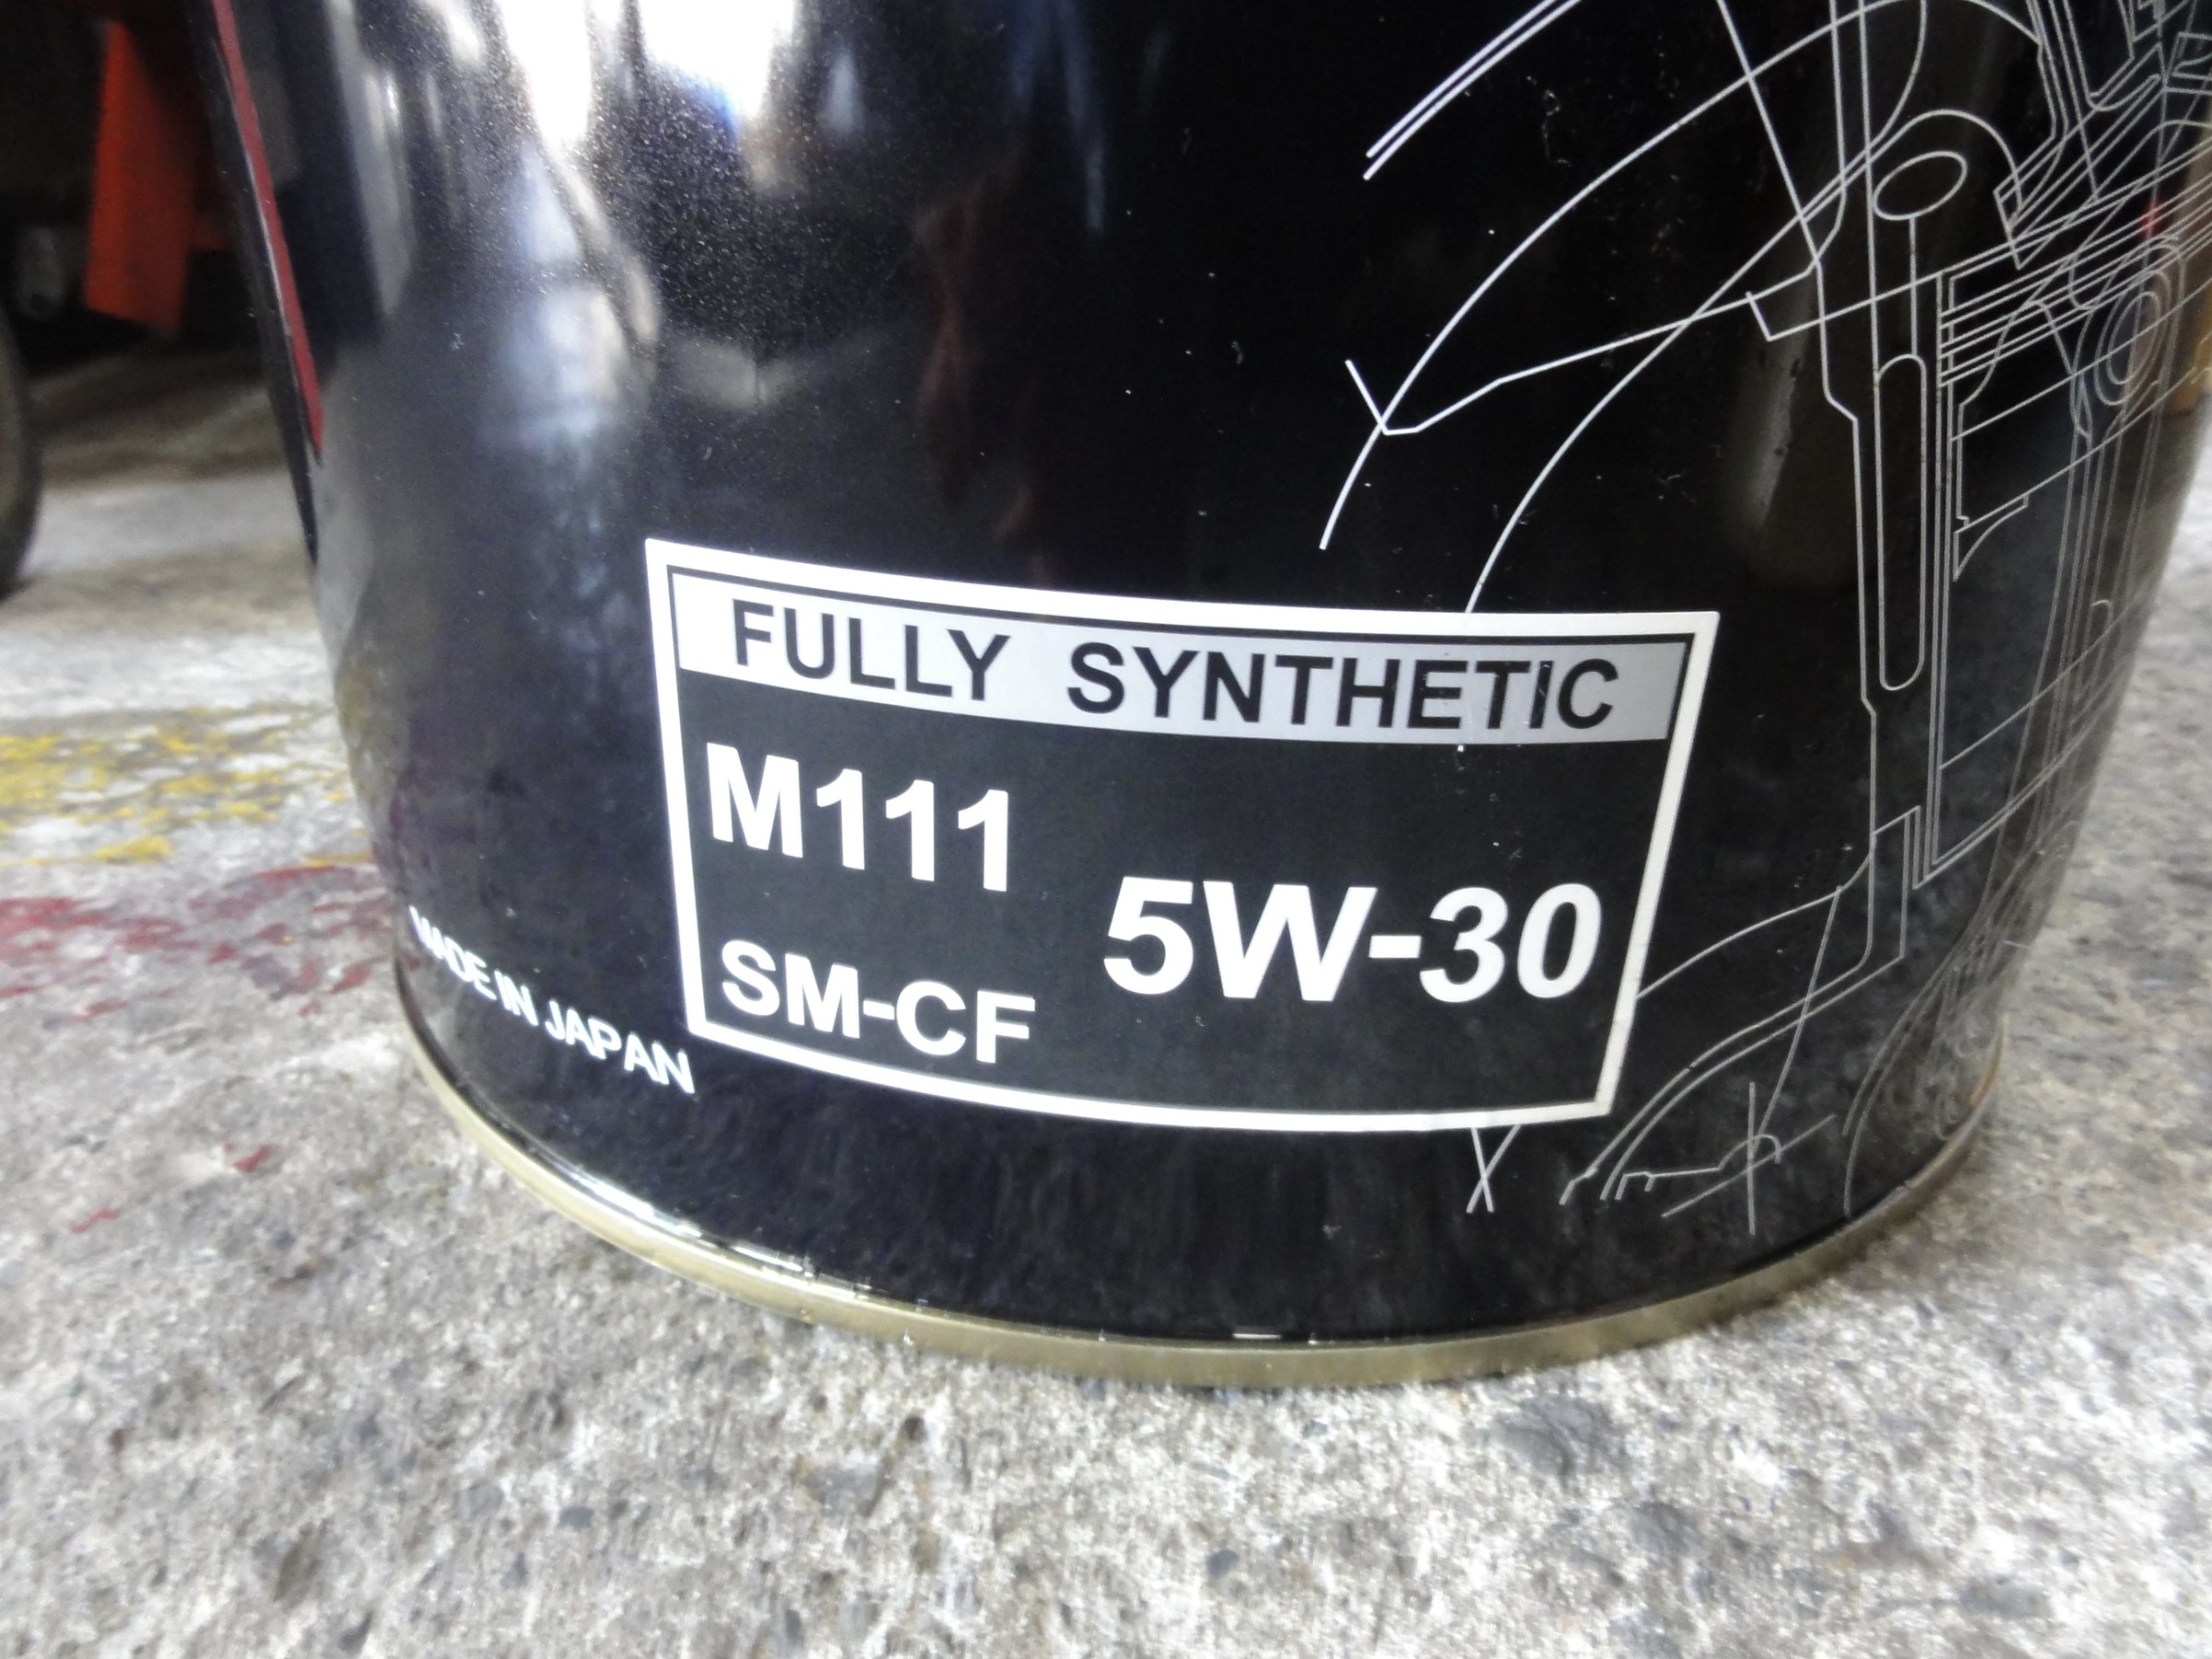 FULLY SYNTHETIC
M111
5W-30
SM-CF
MADE IN JAPAN